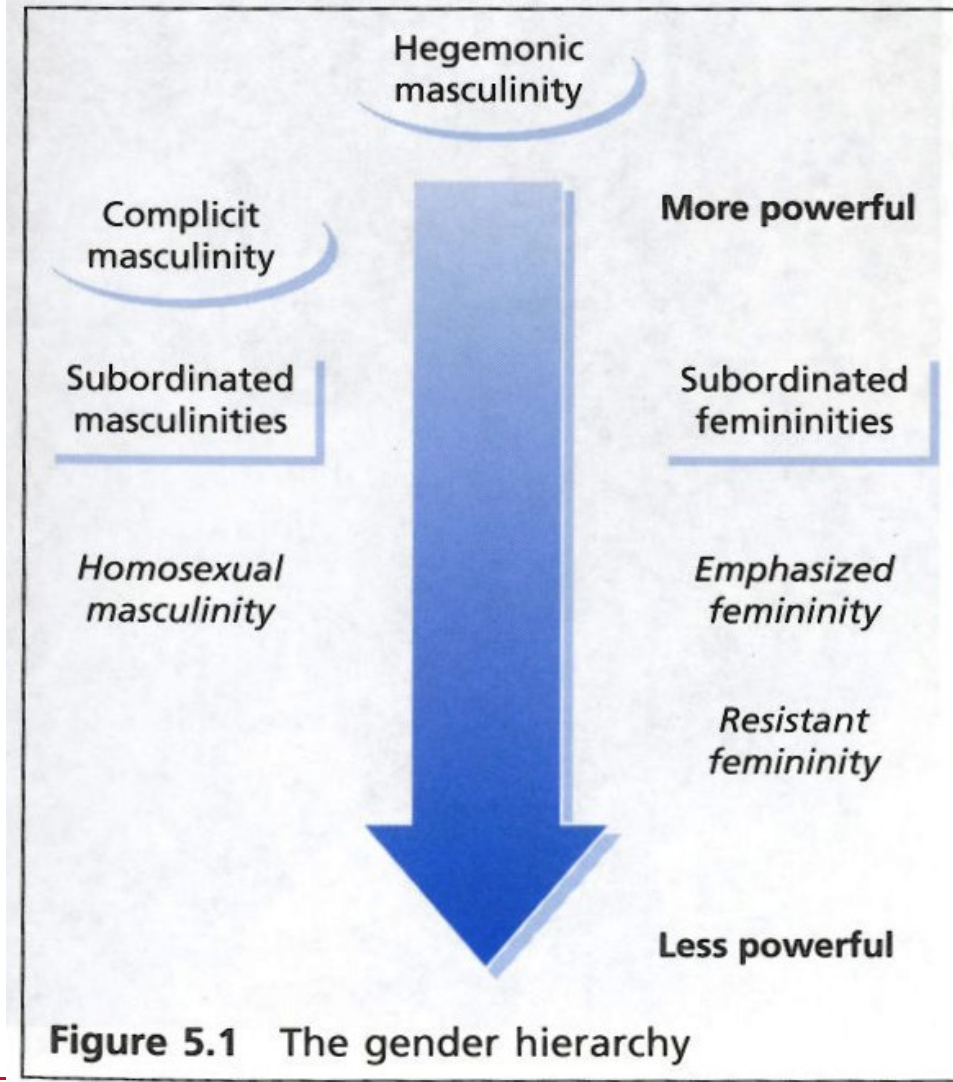 Hegemonic
masculinity
Complicit
masculinity
More powerful
Subordinated
masculinities
Subordinated
femininities
Homosexual
masculinity
Emphasized
femininity
Resistant
femininity
Less powerful
Figure 5.1 The gender hierarchy